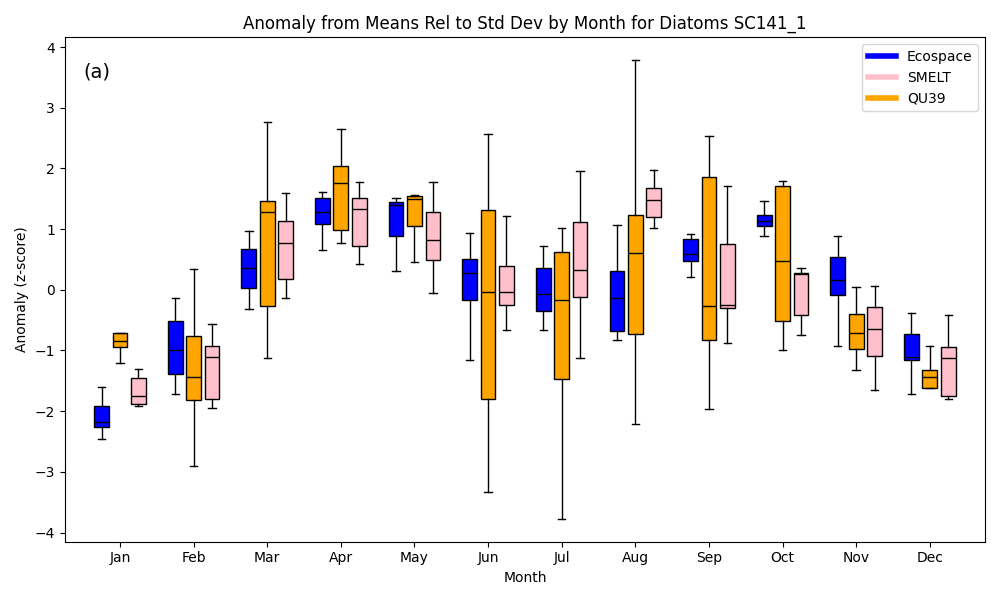 Anomaly from Means Rel to Std Dev by Month for Diatoms SC141_1
(a)
Ecospace
SMELT
QU39
Anomaly (z-score)
4
3
2
1
0
−1
−2
−3
−4
Jan Feb Mar Apr May Jun Jul Aug Sep Oct Nov Dec
Month